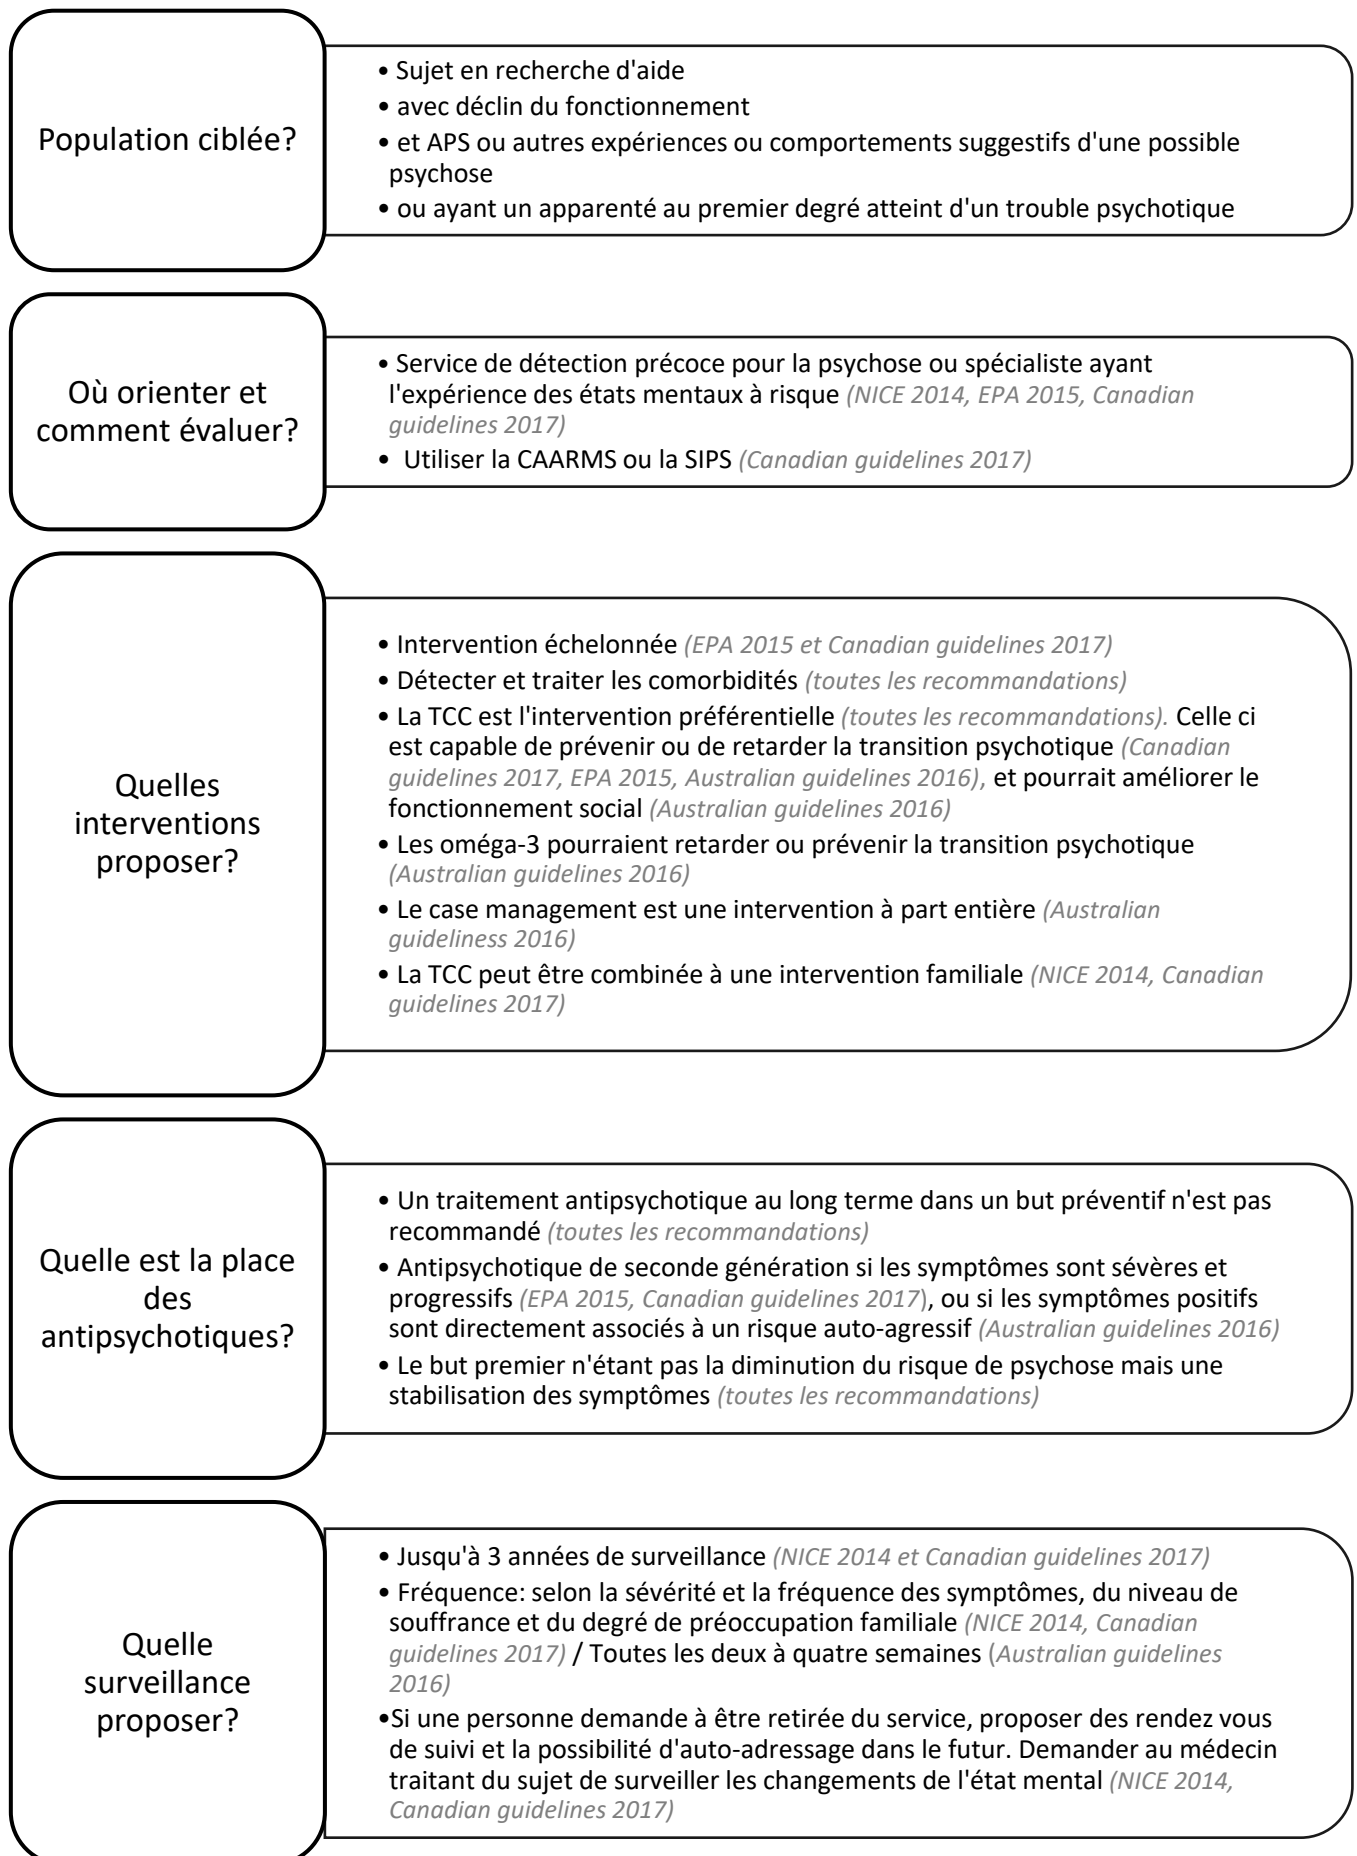 Population ciblée?
• Sujet en recherche d'aide
• avec déclin du fonctionnement
• et APS ou autres expériences ou comportements suggestifs d'une possible
psychose
• ou ayant un apparenté au premier degré atteint d'un trouble psychotique
Où orienter et
comment évaluer?
• Service de détection précoce pour la psychose ou spécialiste ayant
l'expérience des états mentaux à risque (NICE 2014, EPA 2015, Canadian
guidelines 2017)
• Utiliser la CAARMS ou la SIPS (Canadian guidelines 2017)
Quelles
interventions
proposer?
• Intervention échelonnée (EPA 2015 et Canadian guidelines 2017)
• Détecter et traiter les comorbidités (toutes les recommandations)
• La TCC est l'intervention préférentielle (toutes les recommandations). Celle ci
est capable de prévenir ou de retarder la transition psychotique (Canadian
guidelines 2017, EPA 2015, Australian guidelines 2016), et pourrait améliorer le
fonctionnement social (Australian guidelines 2016)
• Les oméga-3 pourraient retarder ou prévenir la transition psychotique
(Australian guidelines 2016)
• Le case management est une intervention à part entière (Australian
guideliness 2016)
• La TCC peut être combinée à une intervention familiale (NICE 2014, Canadian
guidelines 2017)
Quelle est la place
des
antipsychotiques?
• Un traitement antipsychotique au long terme dans un but préventif n'est pas
recommandé (toutes les recommandations)
• Antipsychotique de seconde génération si les symptômes sont sévères et
progressifs (EPA 2015, Canadian guidelines 2017), ou si les symptômes positifs
sont directement associés à un risque auto-agressif (Australian guidelines 2016)
• Le but premier n'étant pas la diminution du risque de psychose mais une
stabilisation des symptômes (toutes les recommandations)
Quelle
surveillance
proposer?
• Jusqu'à 3 années de surveillance (NICE 2014 et Canadian guidelines 2017)
• Fréquence: selon la sévérité et la fréquence des symptômes, du niveau de
souffrance et du degré de préoccupation familiale (NICE 2014, Canadian
guidelines 2017) / Toutes les deux à quatre semaines (Australian guidelines
2016)
•Si une personne demande à être retirée du service, proposer des rendez vous
de suivi et la possibilité d'auto-adressage dans le futur. Demander au médecin
traitant du sujet de surveiller les changements de l'état mental (NICE 2014,
Canadian guidelines 2017)